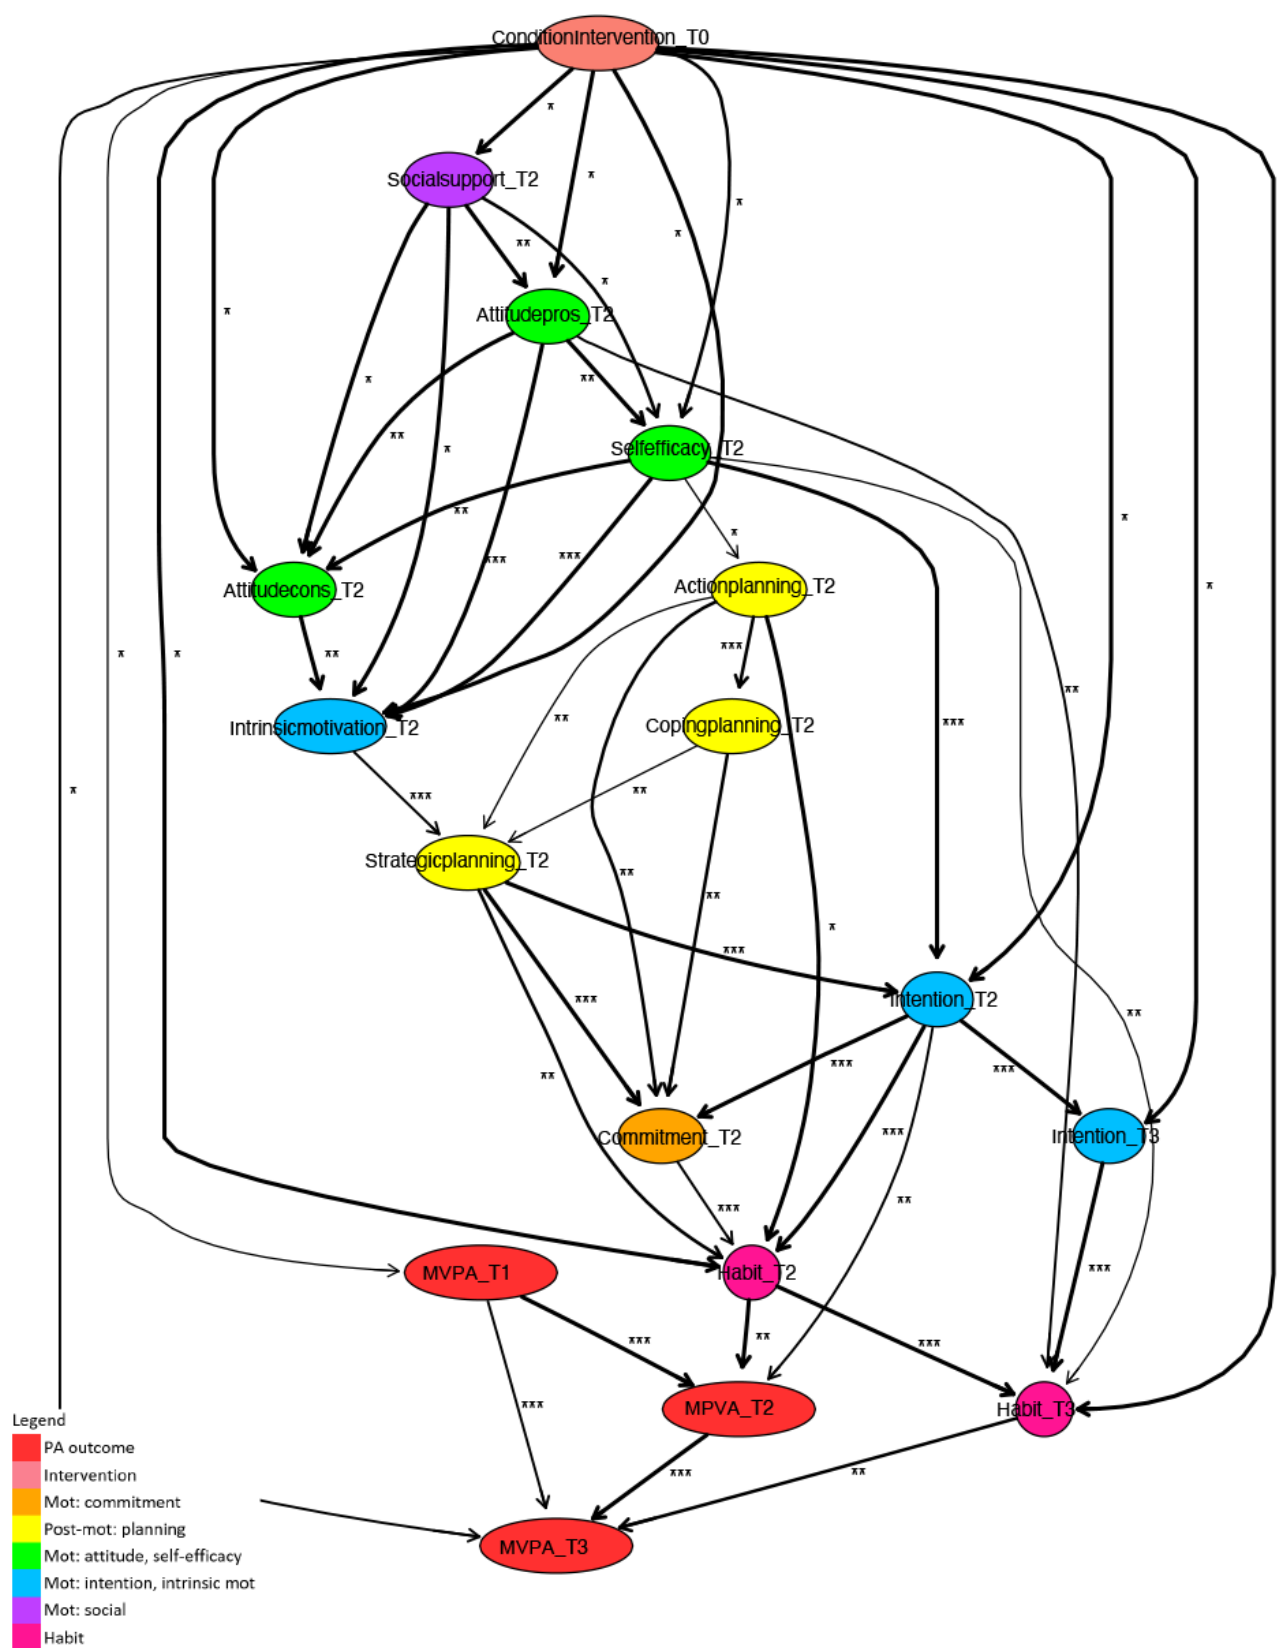 ConditionIntervention_T0
*
Socialsupport_T2
*
*
*
**
*
*
Attitudepros_T2
*
**
**
*
Selfefficacy_T2
**
*
*
***
***
*
Attitudecons_T2
Actionplanning_T2
*
*
*
**
***
**
Intrinsicmotivation_T2
**
Copingplanning_T2
***
*
***
**
Strategicplanning_T2
**
**
*
***
***
Intention_T2
**
**
***
***
Commitment_T2
***
Intention_T3
**
***
MVPA_T1
Habit_T2
***
***
**
***
***
MPVA_T2
Habit_T3
***
**
MVPA_T3
Legend
PA outcome
Intervention
Mot: commitment
Post-mot: planning
Mot: attitude, self-efficacy
Mot: intention, intrinsic mot
Mot: social
Habit